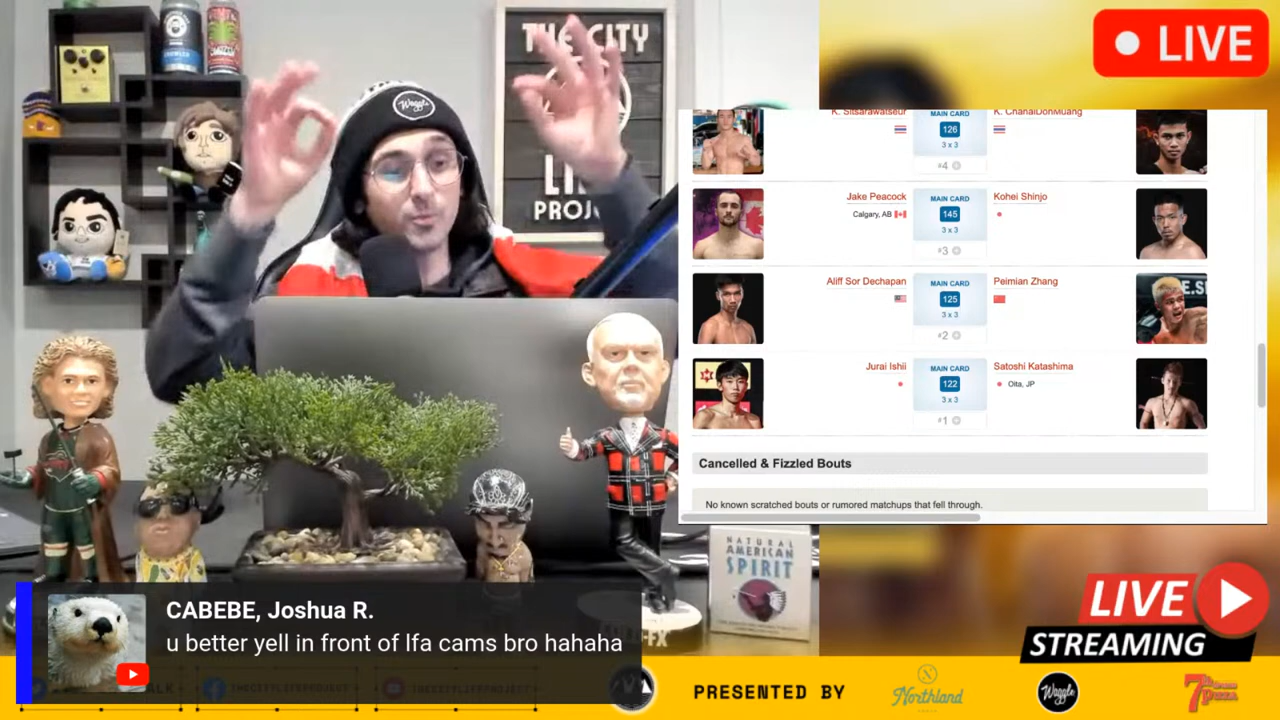 THE CITY
LI
PROJ
Waggle
LIVE
K. Sitsarawatseur
MAIN CARD
K. ChanaiDonMuang
126
3 x 3
#4
Jake Peacock
MAIN CARD
Kohei Shinjo
Calgary, AB
145
3 x 3
#3
Aliff Sor Dechapan
MAIN CARD
Peimian Zhang
125
3 x 3
#2
Jurai Ishii
MAIN CARD
Satoshi Katashima
122
Oita, JP
3 x 3
#1
Cancelled & Fizzled Bouts
No known scratched bouts or rumored matchups that fell through.
NATURAL
AMERICAN
SPIRIT
CABEBE, Joshua R.
u better yell in front of lfa cams bro hahaha
LIVE
STREAMING
PRESENTED BY
Northland
Waggle